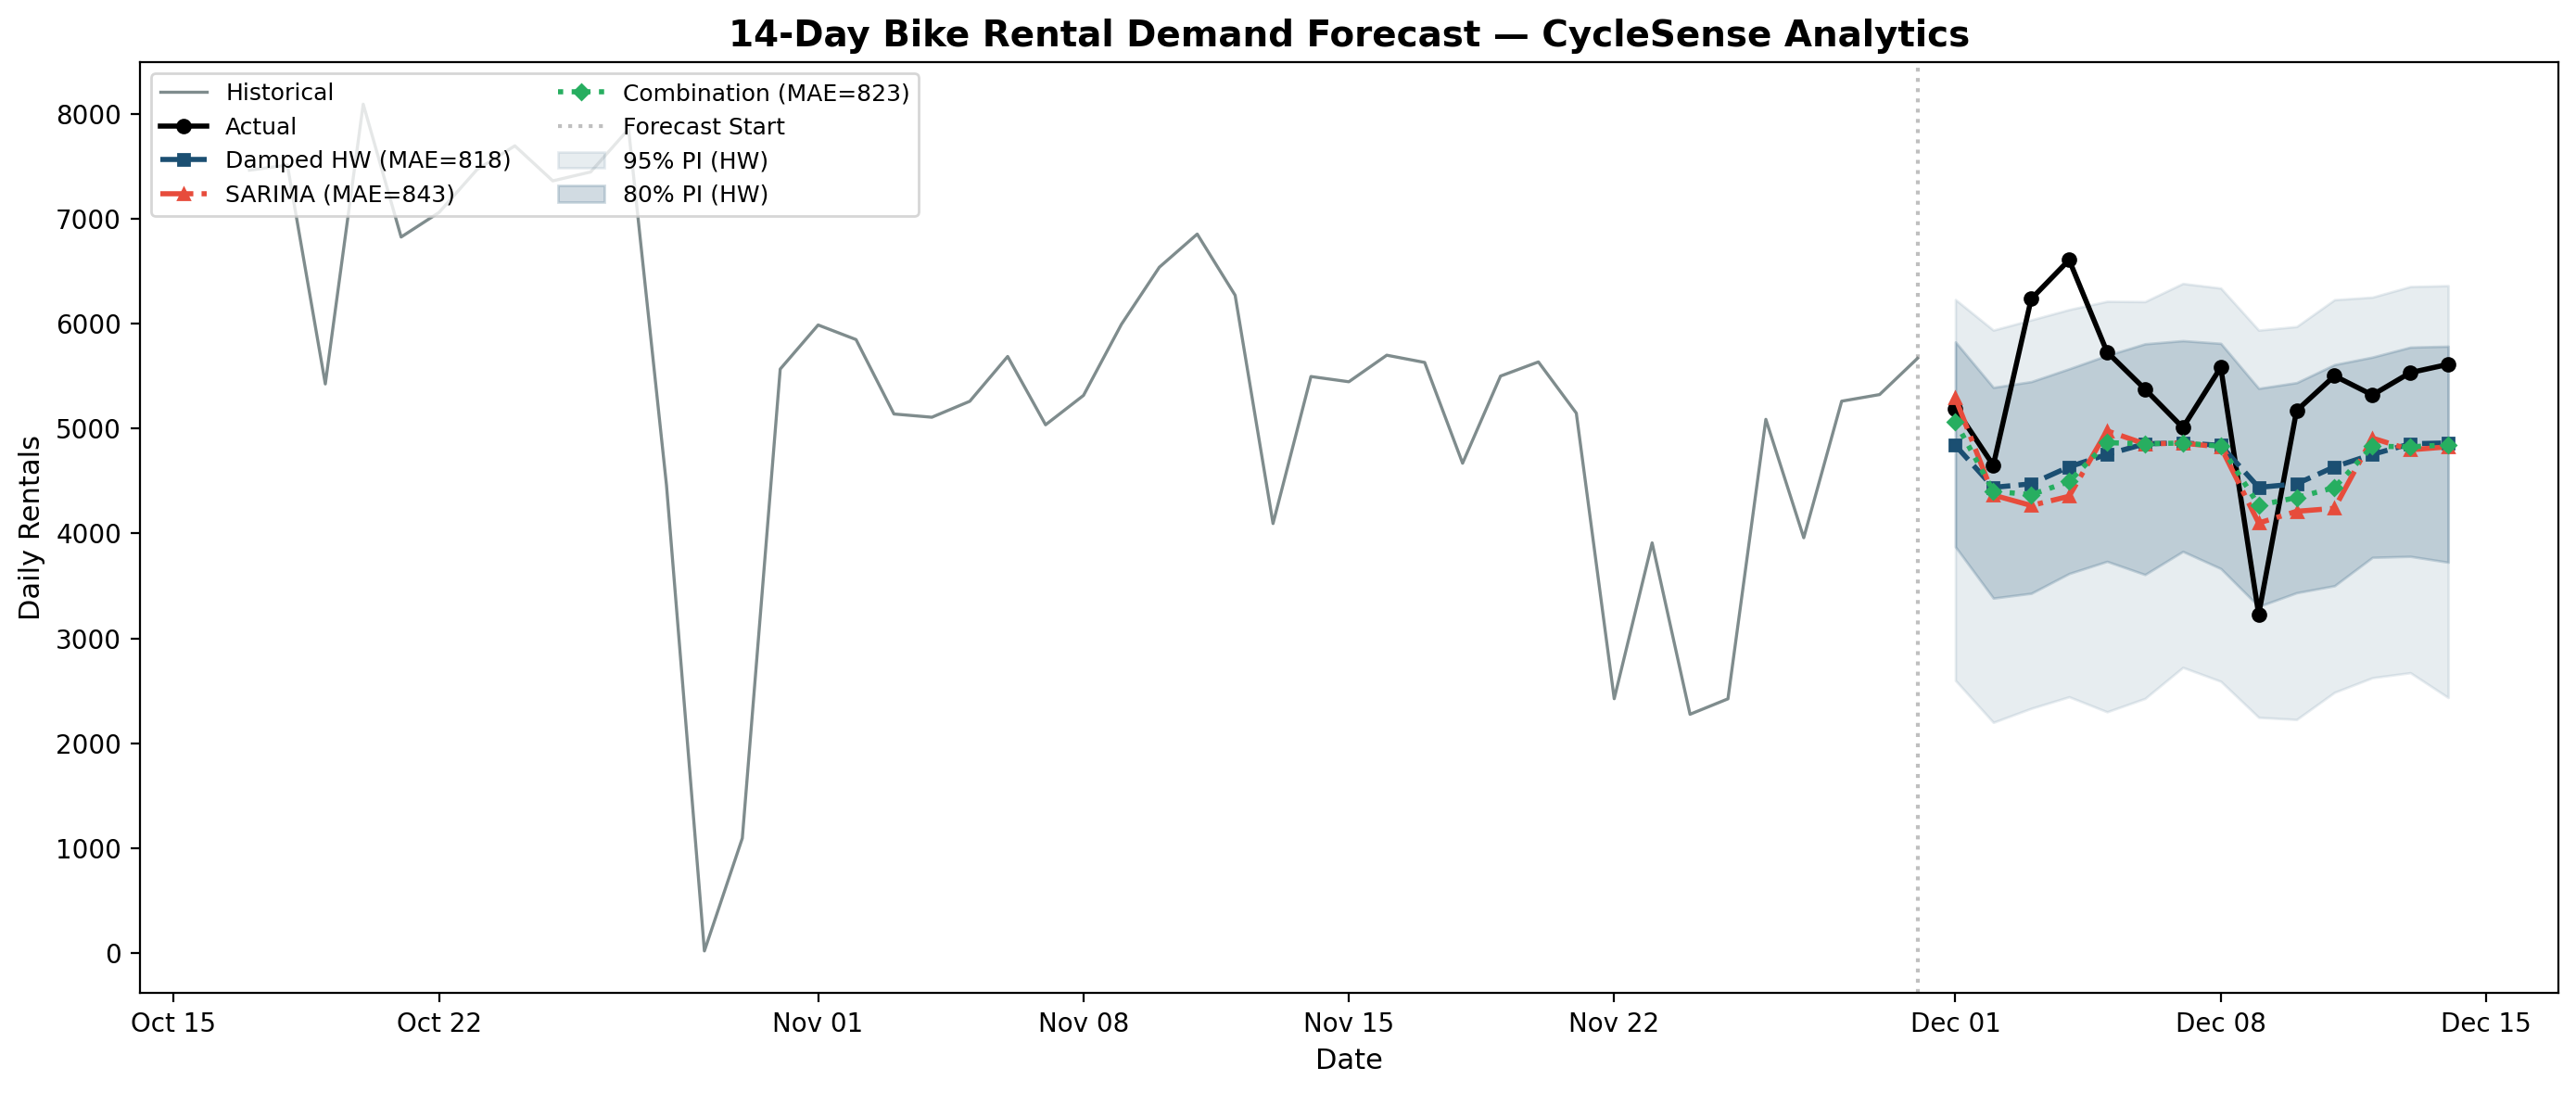 14-Day Bike Rental Demand Forecast — CycleSense Analytics
Historical
Actual
Damped HW (MAE=818)
SARIMA (MAE=843)
Combination (MAE=823)
Forecast Start
95% PI (HW)
80% PI (HW)
Daily Rentals
8000
7000
6000
5000
4000
3000
2000
1000
0
Oct 15
Oct 22
Nov 01
Nov 08
Nov 15
Nov 22
Dec 01
Dec 08
Dec 15
Date